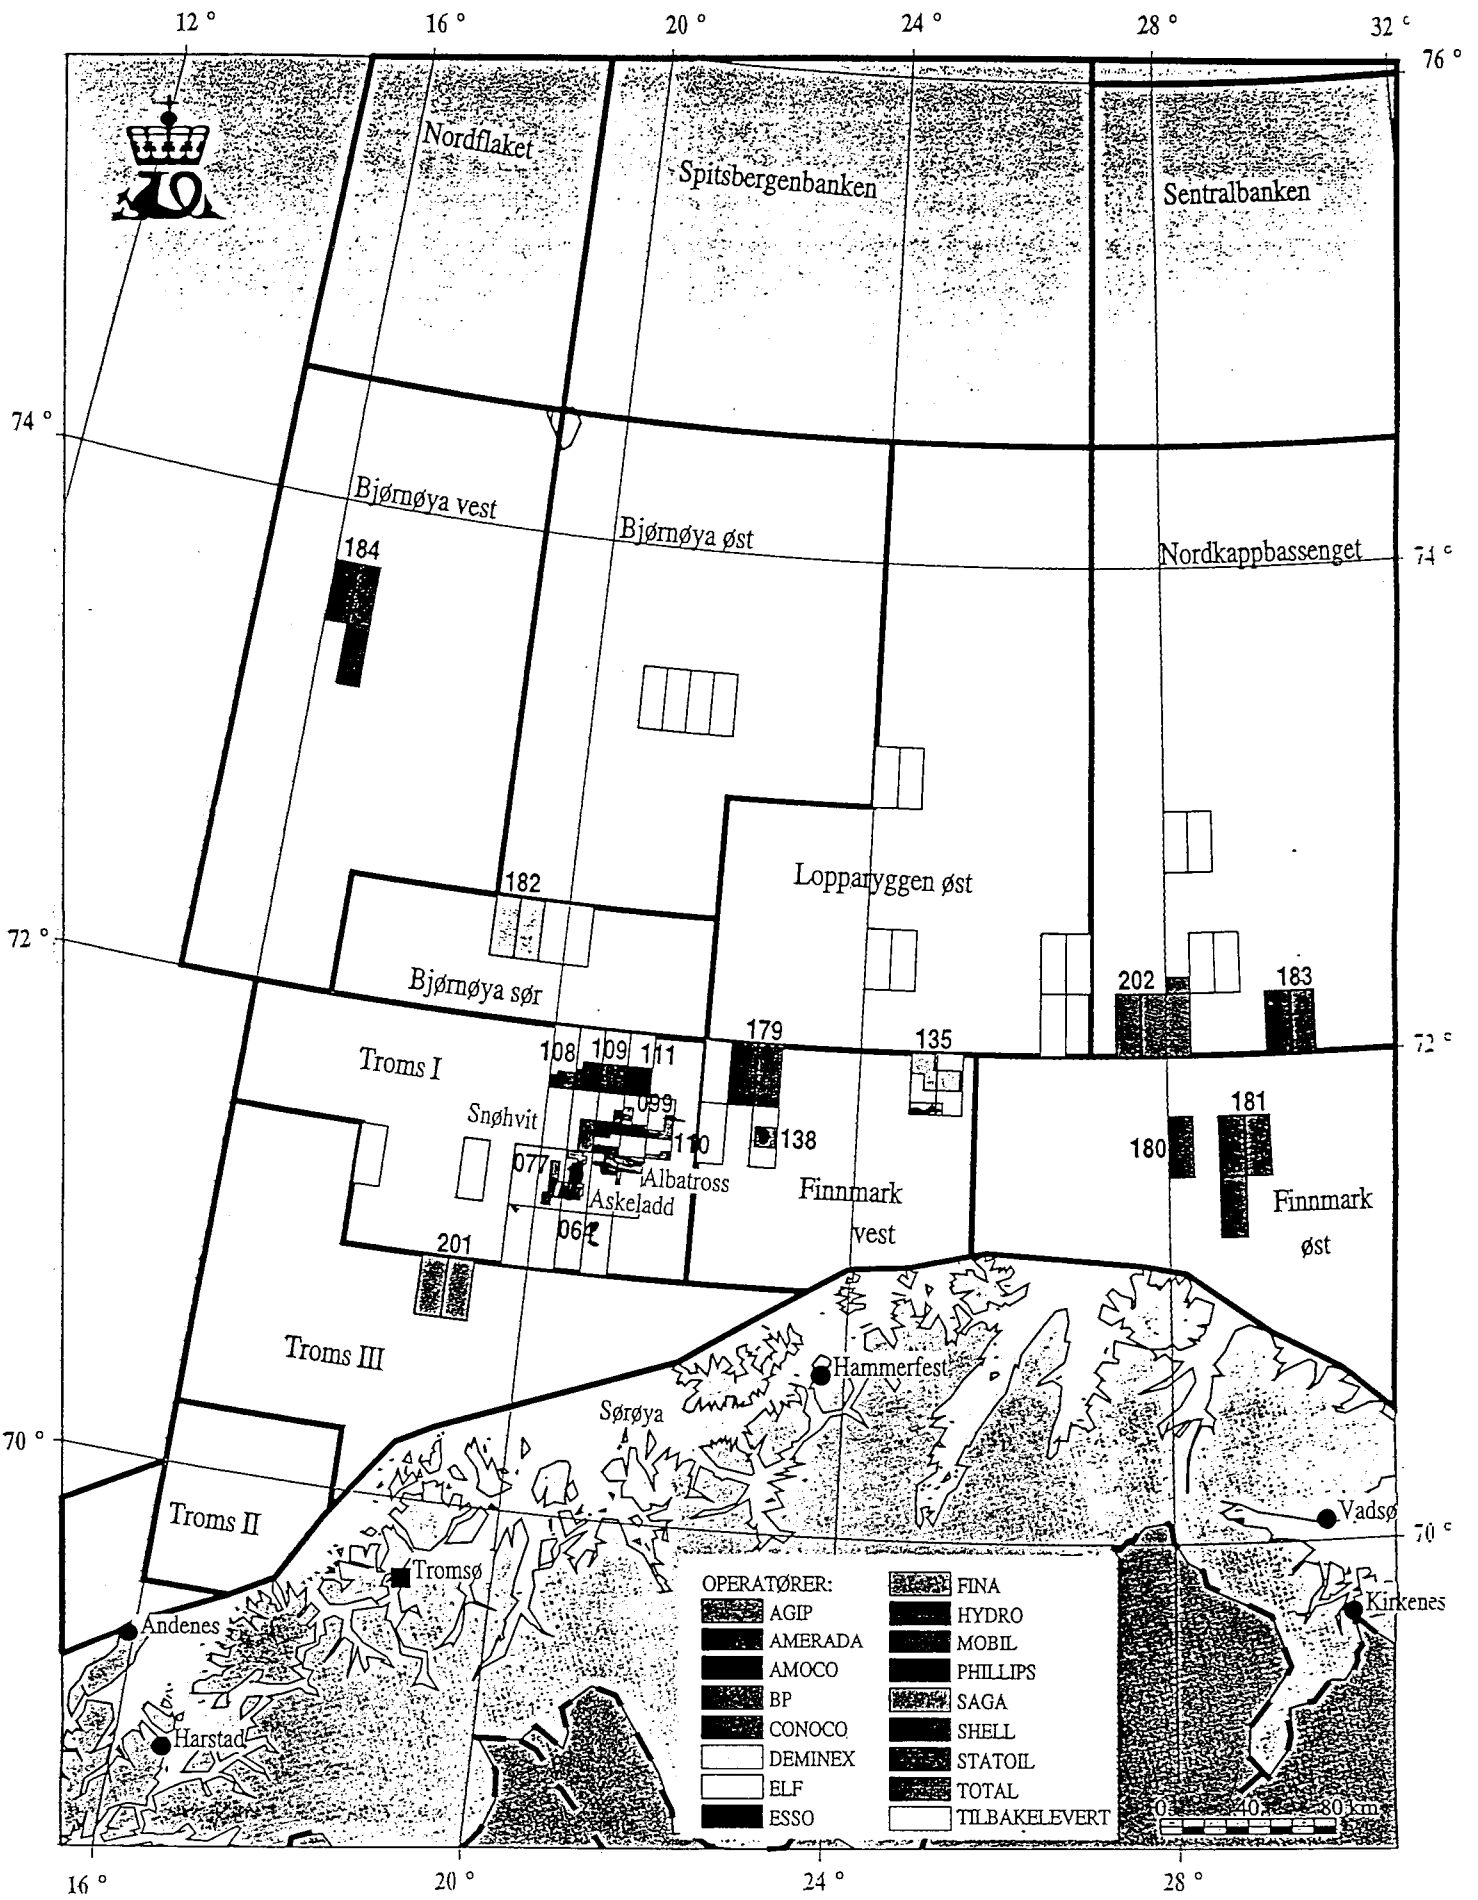 12 ° 16 ° 20 ° 24 ° 28 ° 32 c
76 °
Nordflaket
Spitsbergenbanken
Sentralbanken
74 °
Bjørnøya vest
Bjørnøya øst
Nordkappbassenget
74 c
184
182
Lopparyggen øst
72 °
Bjørnøya sør
202
183
179
135
72 c
108
109
111
Troms I
099
Snøhvit
181
110
138
180
077
Albatross
Askeladd
Finnmark
vest
Finnmark
øst
064
201
Troms III
Hammerfest
Sørøya
70 °
Troms II
Vadsø
70 c
Tromsø
Kirkenes
Andenes
Harstad
OPERATØRER:
AGIP
AMERADA
AMOCO
BP
CONOCO
DEMINEX
ELF
ESSO
FINA
HYDRO
MOBIL
PHILLIPS
SAGA
SHELL
STATOIL
TOTAL
TILBAKELEVERT
0 40 80 km
16 ° 20 ° 24 ° 28 °